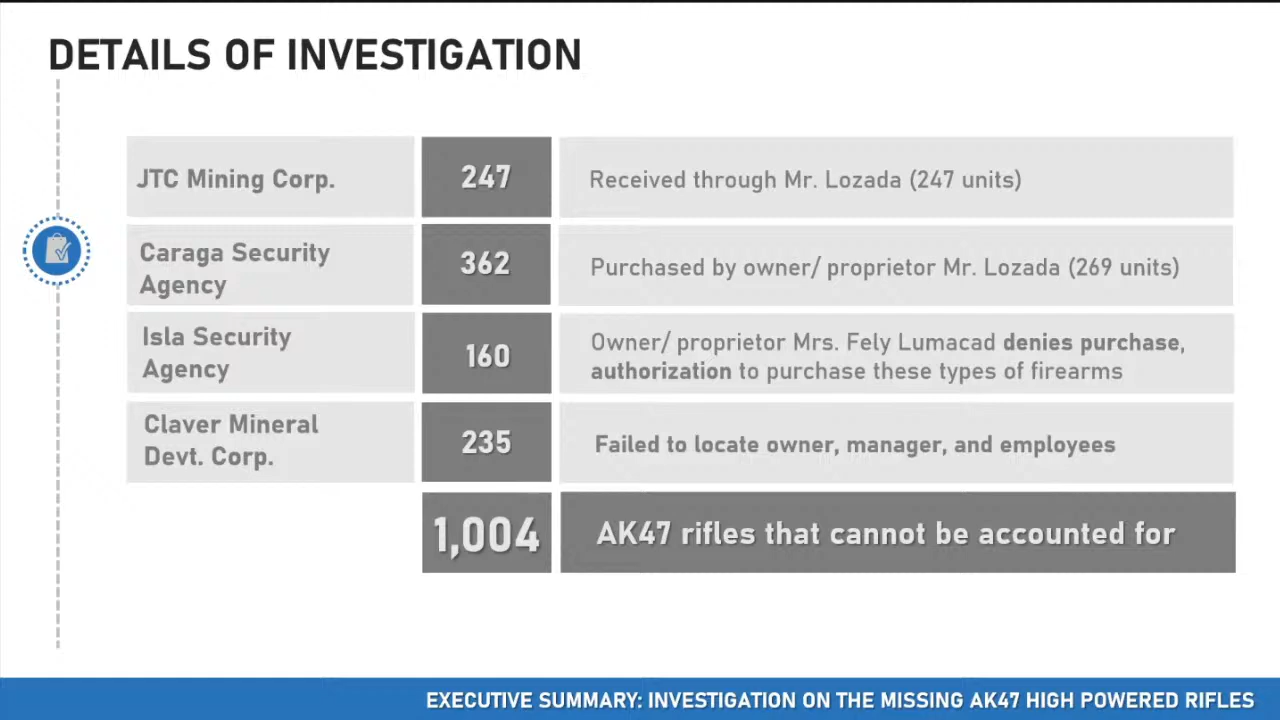 DETAILS OF INVESTIGATION
JTC Mining Corp.
247
Received through Mr. Lozada (247 units)
Caraga Security
Agency
362
Purchased by owner/ proprietor Mr. Lozada (269 units)
Isla Security
Agency
160
Owner/ proprietor Mrs. Fely Lumacad denies purchase,
authorization to purchase these types of firearms
Claver Mineral
Devt. Corp.
235
Failed to locate owner, manager, and employees
1,004
AK47 rifles that cannot be accounted for
EXECUTIVE SUMMARY: INVESTIGATION ON THE MISSING AK47 HIGH POWERED RIFLES